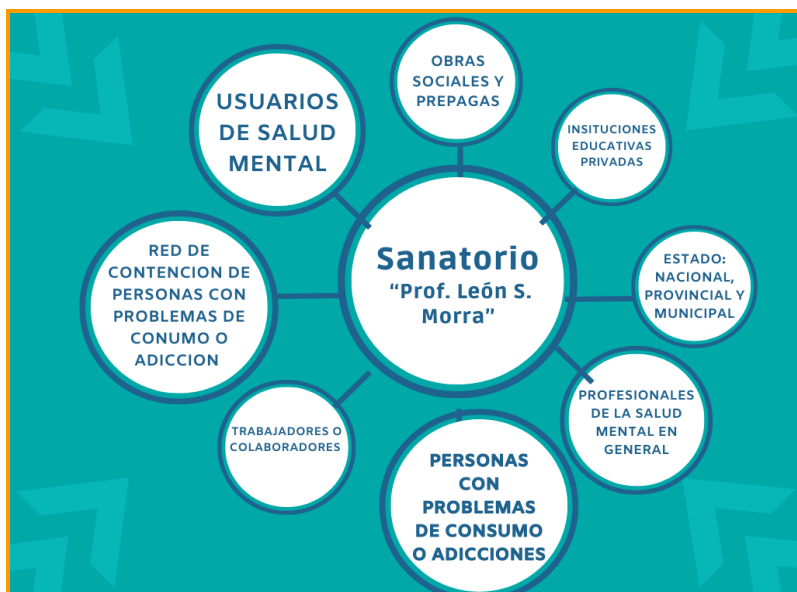 OBRAS
SOCIALES Y
PREPAGAS
USUARIOS
DE SALUD
MENTAL
INSITUCIONES
EDUCATIVAS
PRIVADAS
Sanatorio
“Prof. León S.
Morra”
RED DE
CONTENCION DE
PERSONAS CON
PROBLEMAS DE
CONUMO O
ADICCION
ESTADO:
NACIONAL,
PROVINCIAL Y
MUNICIPAL
TRABAJADORES O
COLABORADORES
PROFESIONALES
DE LA SALUD
MENTAL EN
GENERAL
PERSONAS
CON
PROBLEMAS
DE CONSUMO
O ADICCIONES